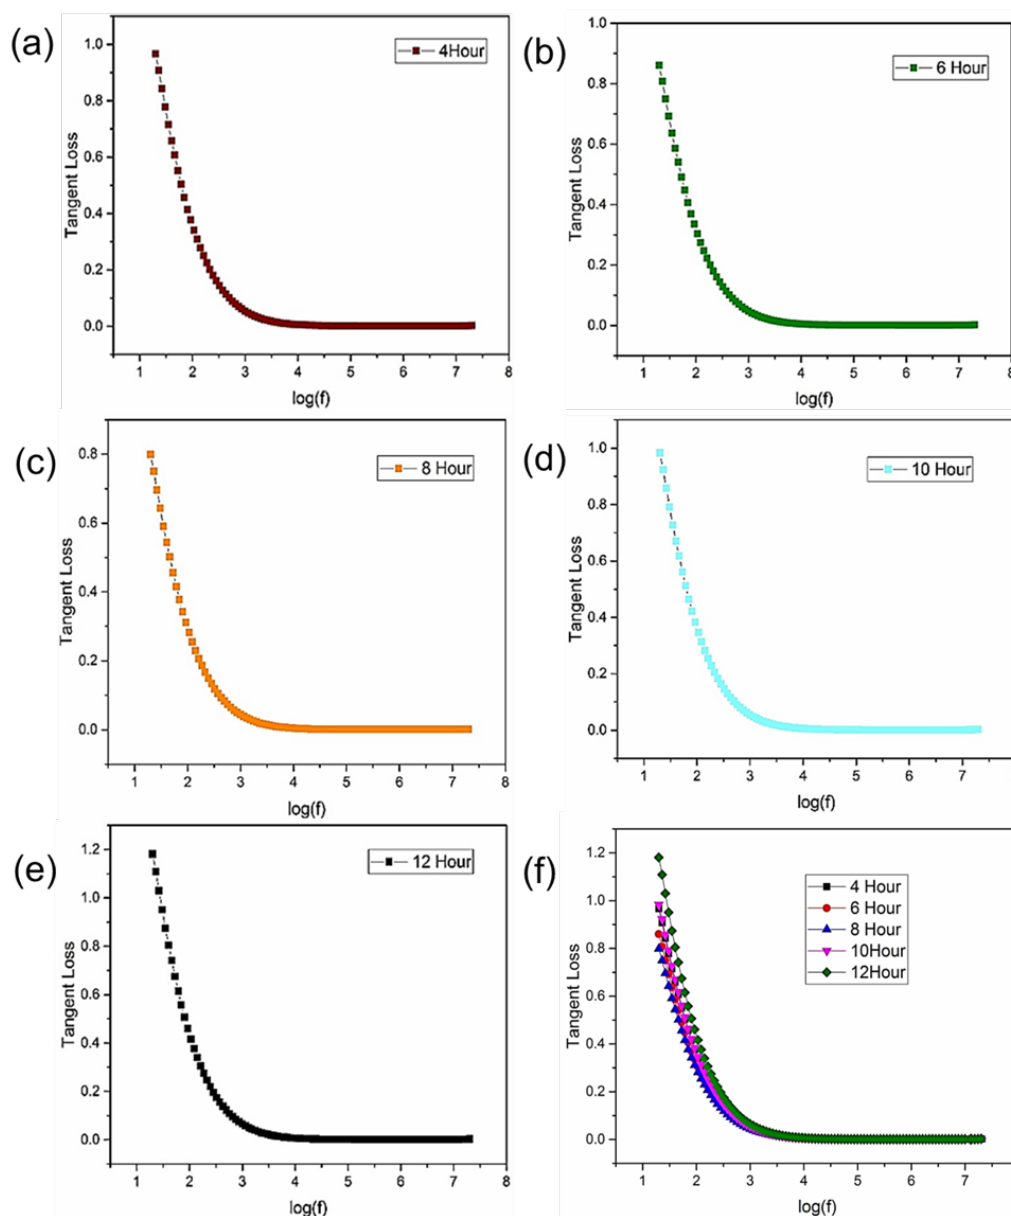 (a)
4Hour
1.0
0.8
0.6
0.4
0.2
0.0
Tangent Loss
1 2 3 4 5 6 7 8
log(f)
(b)
6 Hour
1.0
0.8
0.6
0.4
0.2
0.0
Tangent Loss
1 2 3 4 5 6 7 8
log(f)
(c)
8 Hour
0.8
0.6
0.4
0.2
0.0
Tangent Loss
1 2 3 4 5 6 7 8
log(f)
(d)
10 Hour
1.0
0.8
0.6
0.4
0.2
0.0
Tangent Loss
1 2 3 4 5 6 7
log(f)
(e)
12 Hour
1.2
1.0
0.8
0.6
0.4
0.2
0.0
Tangent Loss
1 2 3 4 5 6 7 8
log(f)
(f)
4 Hour
6 Hour
8 Hour
10Hour
12Hour
1.2
1.0
0.8
0.6
0.4
0.2
0.0
Tangent Loss
1 2 3 4 5 6 7
log(f)